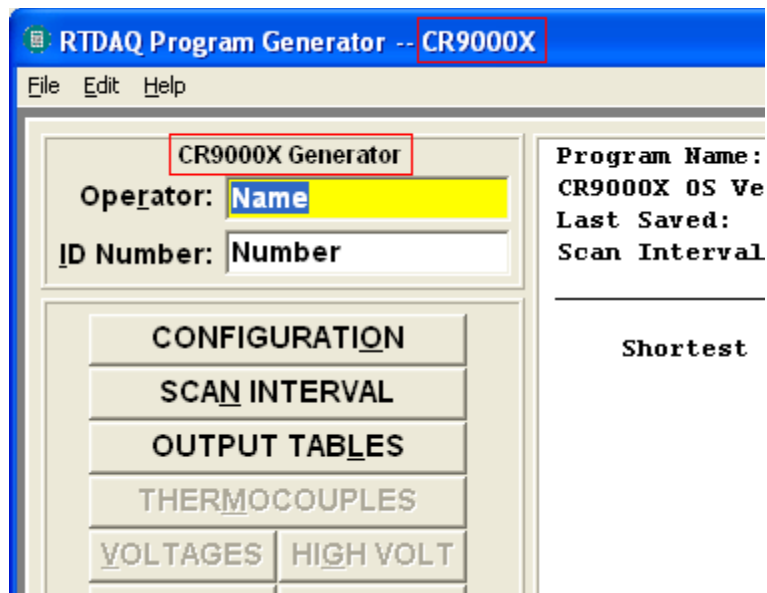 RTDAQ Program Generator -- CR9000X
File Edit Help
CR9000X Generator
Operator: Name
ID Number: Number
CONFIGURATION
SCAN INTERVAL
OUTPUT TABLES
THERMOCOUPLES
VOLTAGES HIGH VOLT
Program Name:
CR9000X OS Ve
Last Saved:
Scan Interval
Shortest